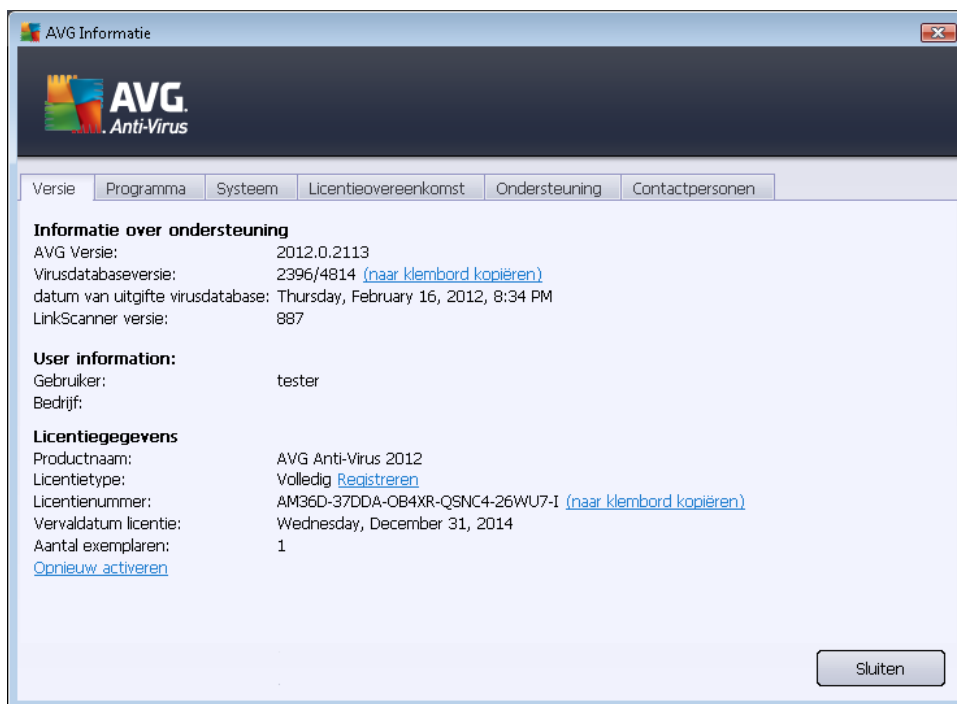 AVG Informatie
AVG.
Anti-Virus
Versie Programma Systeem Licentieovereenkomst Ondersteuning Contactpersonen
Informatie over ondersteuning
AVG Versie: 2012.0.2113
Virusdatabaseversie: 2396/4814 (naar klembord kopiëren)
datum van uitgifte virusdatabase: Thursday, February 16, 2012, 8:34 PM
LinkScanner versie: 887
User information:
Gebruiker: tester
Bedrijf:
Licentiegegevens
Productnaam: AVG Anti-Virus 2012
Licentietype: Volledig Registreren
Licentienummer: AM36D-37DDA-OB4XR-QSNC4-26WU7-I (naar klembord kopiëren)
Vervaldatum licentie: Wednesday, December 31, 2014
Aantal exemplaren: 1
Opnieuw activeren
Sluiten